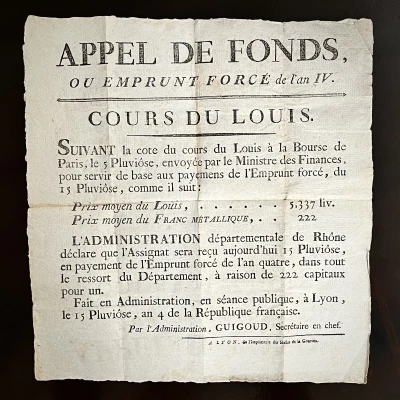 APPEL DE FONDS,
OU EMPRUNT FORCÉ de l'an IV.
COURS DU LOUIS.
SUIVANT la cote du cours du Louis à la Bourse de
Paris, le 5 Pluviôse, envoyée par le Ministre des Finances,
pour servir de base aux payemens de l'Emprunt forcé, du
15 Pluviôse, comme il suit:
Prix moyen du Louis, . . . . . . 5,337 liv.
Prix moyen du FRANC METALLIQUE, . . 222
L'ADMINISTRATION départementale de Rhône
déclare que l'Assignat sera reçu aujourd'hui 15 Pluviôse,
en payement de l'Emprunt forcé de l'an quatre, dans tout
le ressort du Département, à raison de 222 capitaux
pour un.
Fait en Administration, en séance publique, à Lyon,
le 15 Pluviôse, an 4 de la République française.
Par l'Administration, GUIGOUD, Secrétaire en chef.
A LYON, de l'Imprimerie du